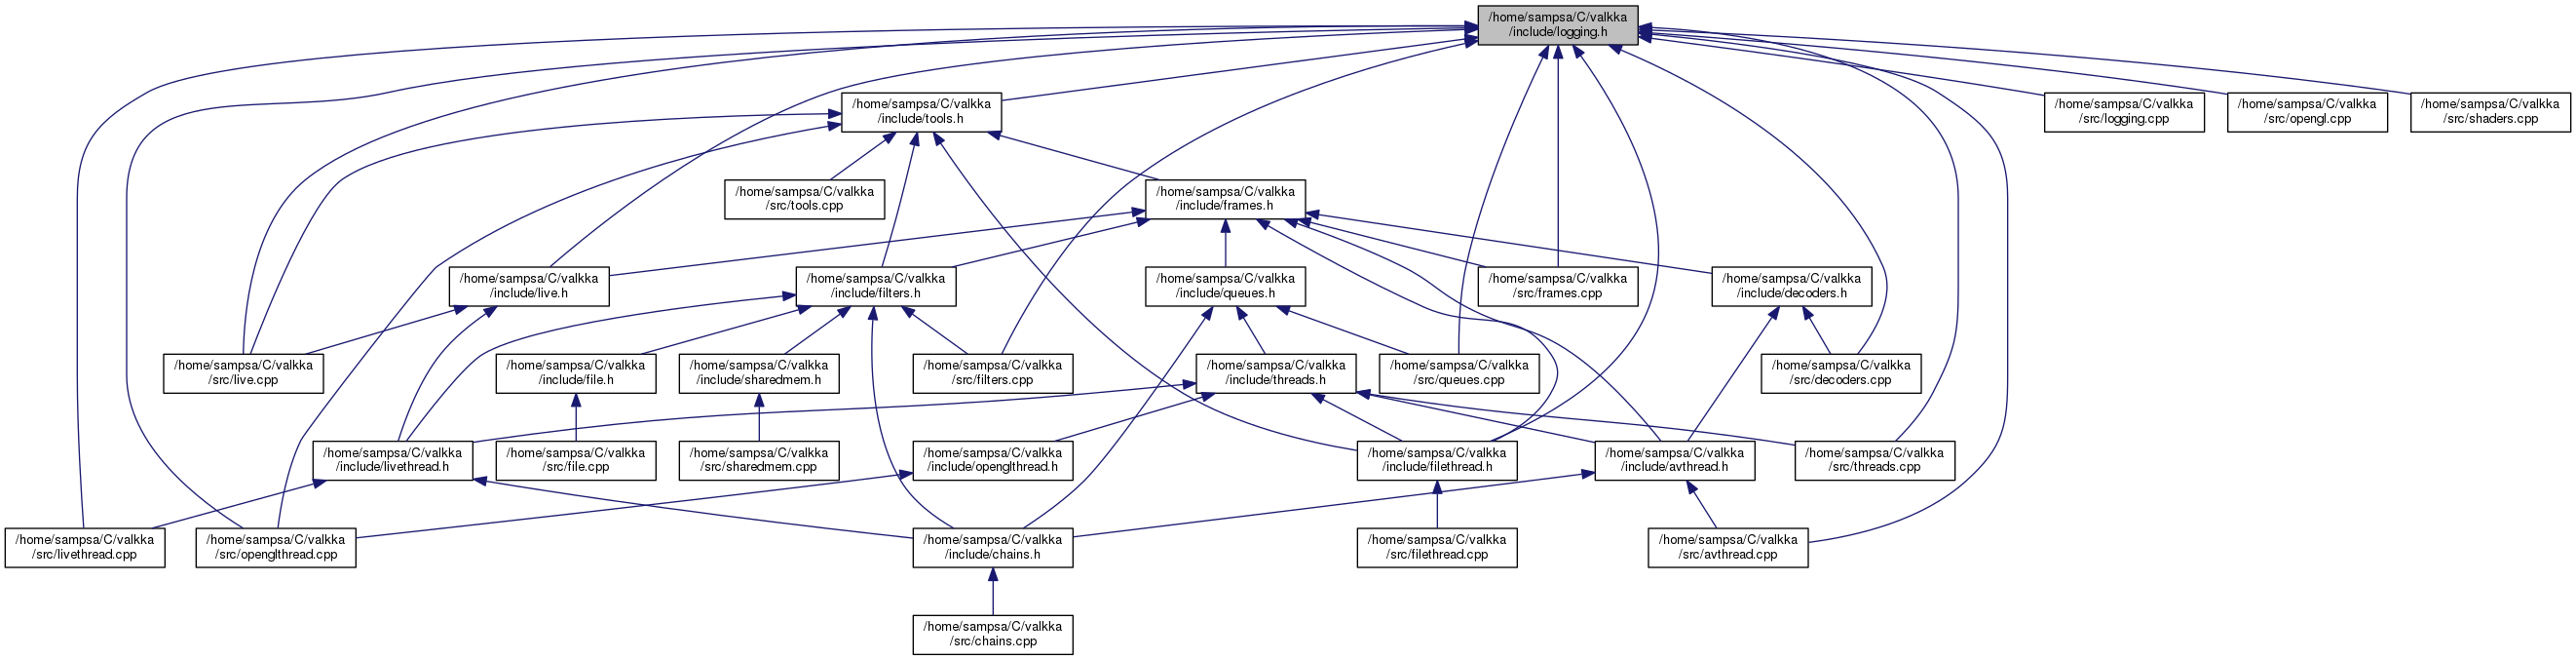 /home/sampsa/C/valkka
/include/logging.h
/home/sampsa/C/valkka
/include/tools.h
/home/sampsa/C/valkka
/src/logging.cpp
/home/sampsa/C/valkka
/src/opengl.cpp
/home/sampsa/C/valkka
/src/shaders.cpp
/home/sampsa/C/valkka
/src/tools.cpp
/home/sampsa/C/valkka
/include/frames.h
/home/sampsa/C/valkka
/include/live.h
/home/sampsa/C/valkka
/include/filters.h
/home/sampsa/C/valkka
/include/queues.h
/home/sampsa/C/valkka
/src/frames.cpp
/home/sampsa/C/valkka
/include/decoders.h
/home/sampsa/C/valkka
/src/live.cpp
/home/sampsa/C/valkka
/include/file.h
/home/sampsa/C/valkka
/include/sharedmem.h
/home/sampsa/C/valkka
/src/filters.cpp
/home/sampsa/C/valkka
/include/threads.h
/home/sampsa/C/valkka
/src/queues.cpp
/home/sampsa/C/valkka
/src/decoders.cpp
/home/sampsa/C/valkka
/include/livethread.h
/home/sampsa/C/valkka
/src/file.cpp
/home/sampsa/C/valkka
/src/sharedmem.cpp
/home/sampsa/C/valkka
/include/openglthread.h
/home/sampsa/C/valkka
/include/filethread.h
/home/sampsa/C/valkka
/include/avthread.h
/home/sampsa/C/valkka
/src/threads.cpp
/home/sampsa/C/valkka
/src/livethread.cpp
/home/sampsa/C/valkka
/src/openglthread.cpp
/home/sampsa/C/valkka
/include/chains.h
/home/sampsa/C/valkka
/src/filethread.cpp
/home/sampsa/C/valkka
/src/avthread.cpp
/home/sampsa/C/valkka
/src/chains.cpp